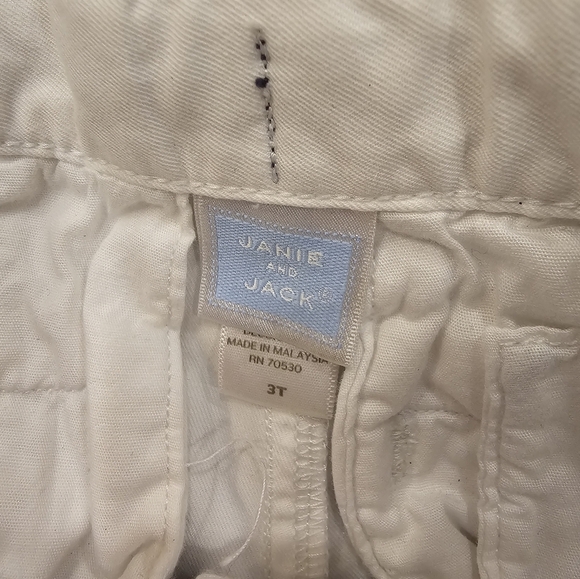 JANIE
AND
JACK
MADE IN MALAYSIA
RN 70530
3T